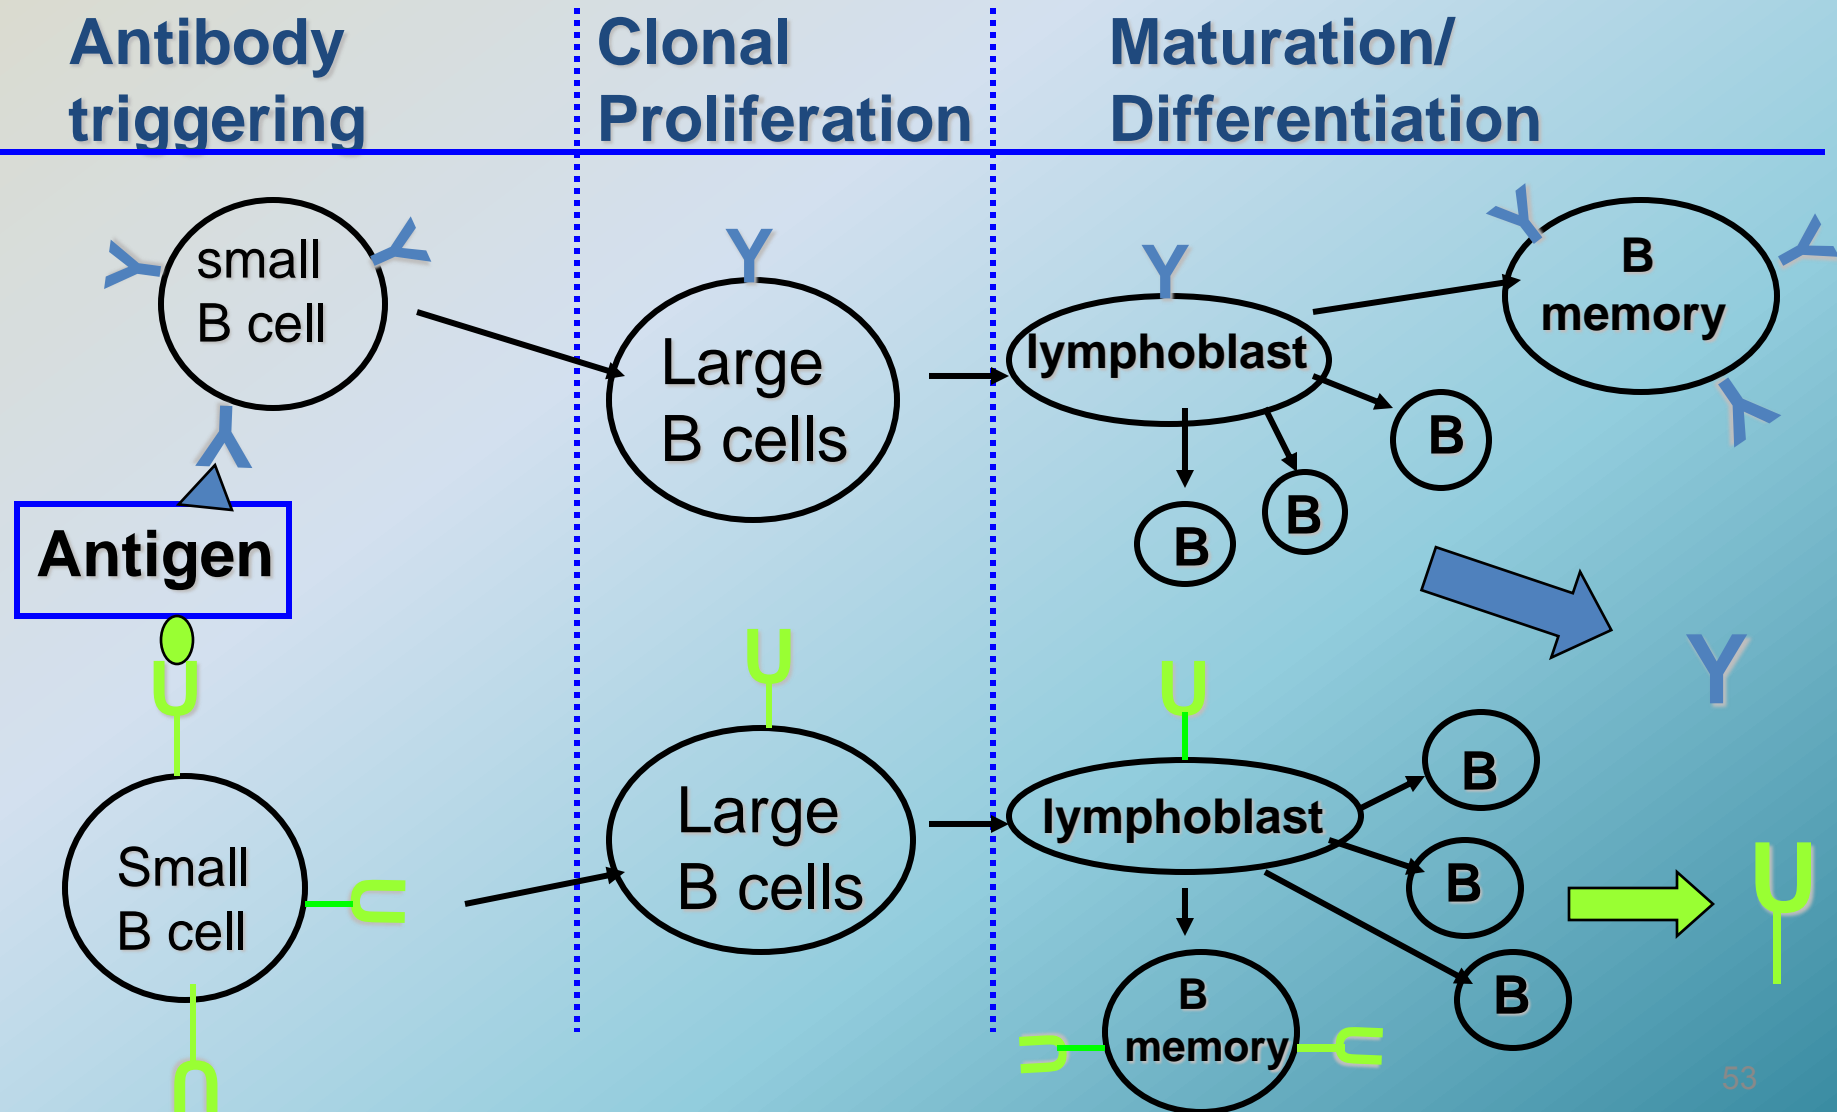 Antibody
triggering
Clonal
Proliferation
Maturation/
Differentiation
small
B cell
Large
B cells
lymphoblast
B
memory
B
B
B
Antigen
Small
B cell
Large
B cells
lymphoblast
B
B
B
B
memory
53